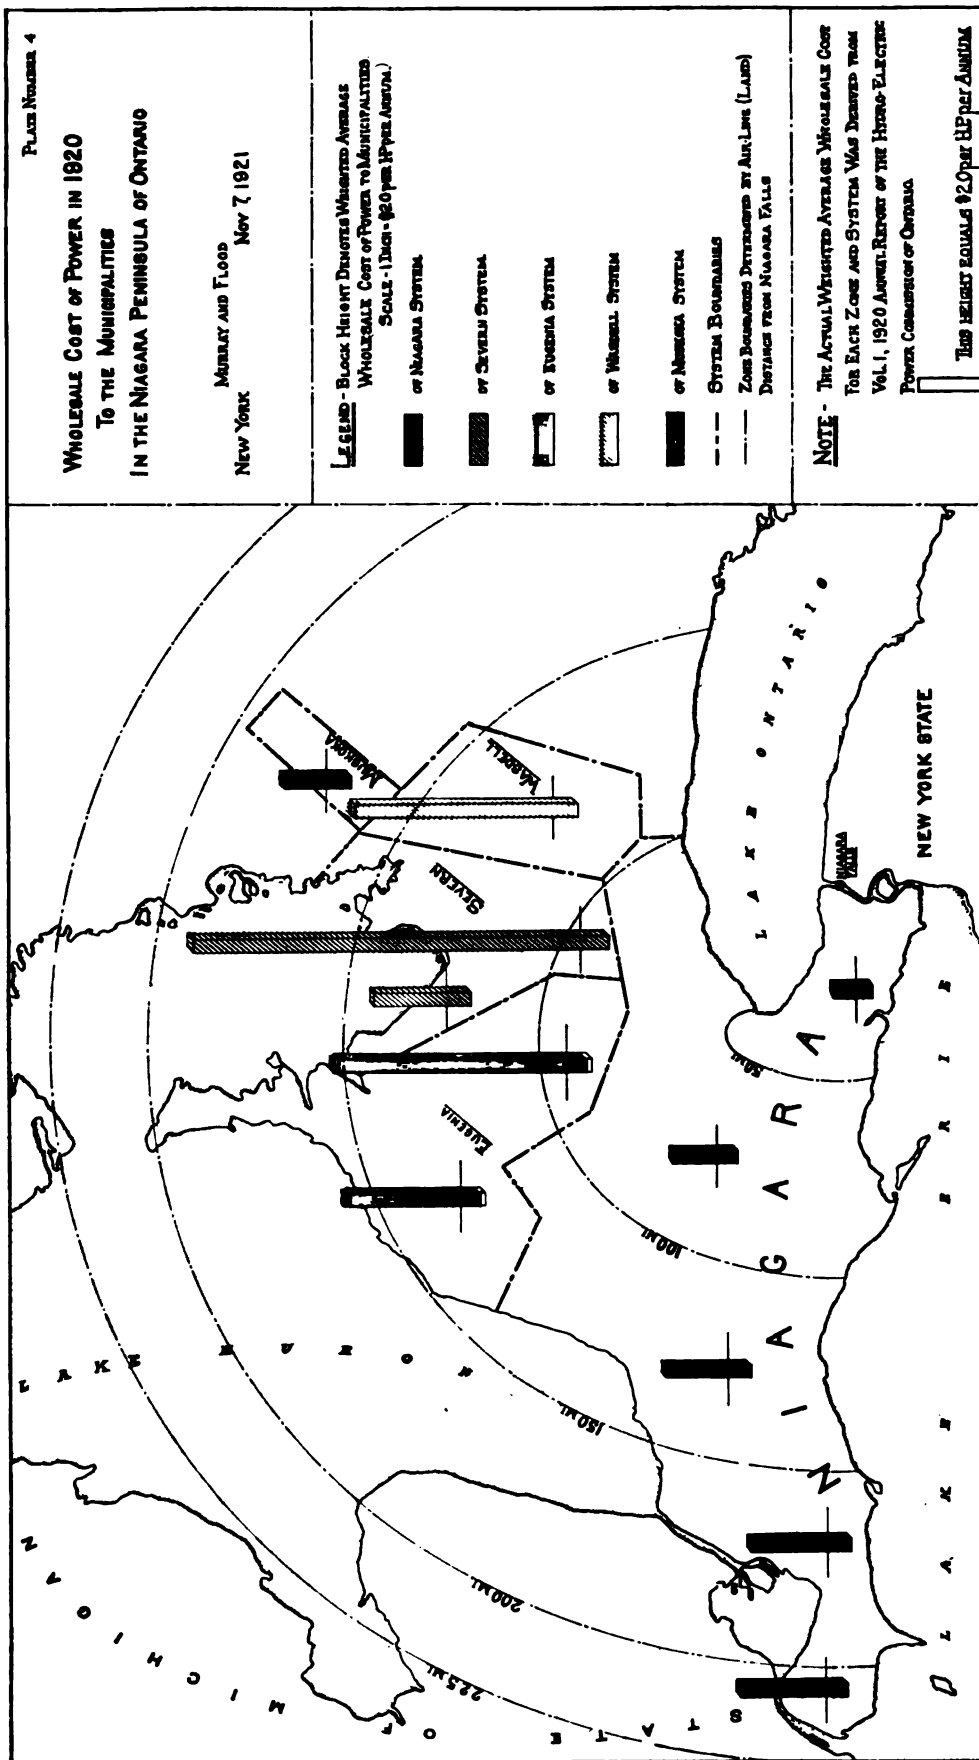 PLATE NUMBER 4
WHOLESALE COST OF POWER IN 1920
TO THE MUNICIPALITIES
IN THE NIAGARA PENINSULA OF ONTARIO
MURRAY AND FLOOD
NEW YORK NOV 7, 1921
LEGEND - BLOCK HEIGHT DENOTES WEIGHTED AVERAGE
WHOLESALE COST OF POWER TO MUNICIPALITIES
SCALE - 1 INCH = $20 PER HP PER ANNUM.)
OF NIAGARA SYSTEM
OF SEVERN SYSTEM
OF EUGENIA SYSTEM
OF WASDELL SYSTEM
OF MUSKOKA SYSTEM
SYSTEM BOUNDARIES
ZONE BOUNDARIES DETERMINED BY AIR-LINE (LAND)
DISTANCE FROM NIAGARA FALLS
NOTE - THE ACTUAL WEIGHTED AVERAGE WHOLESALE COST
FOR EACH ZONE AND SYSTEM WAS DERIVED FROM
VOL 1, 1920 ANNUAL REPORT OF THE HYDRO-ELECTRIC
POWER COMMISSION OF ONTARIO.
THIS HEIGHT EQUALS $20 per H.P. per ANNUM
MUSKOKA
WASDELL
SEVERN
EUGENIA
NIAGARA
LAKE HURON
LAKE ONTARIO
LAKE ERIE
NIAGARA FALLS
NEW YORK STATE
STATE OF MICHIGAN
50 MI.
100 MI.
150 MI.
200 MI.
225 MI.